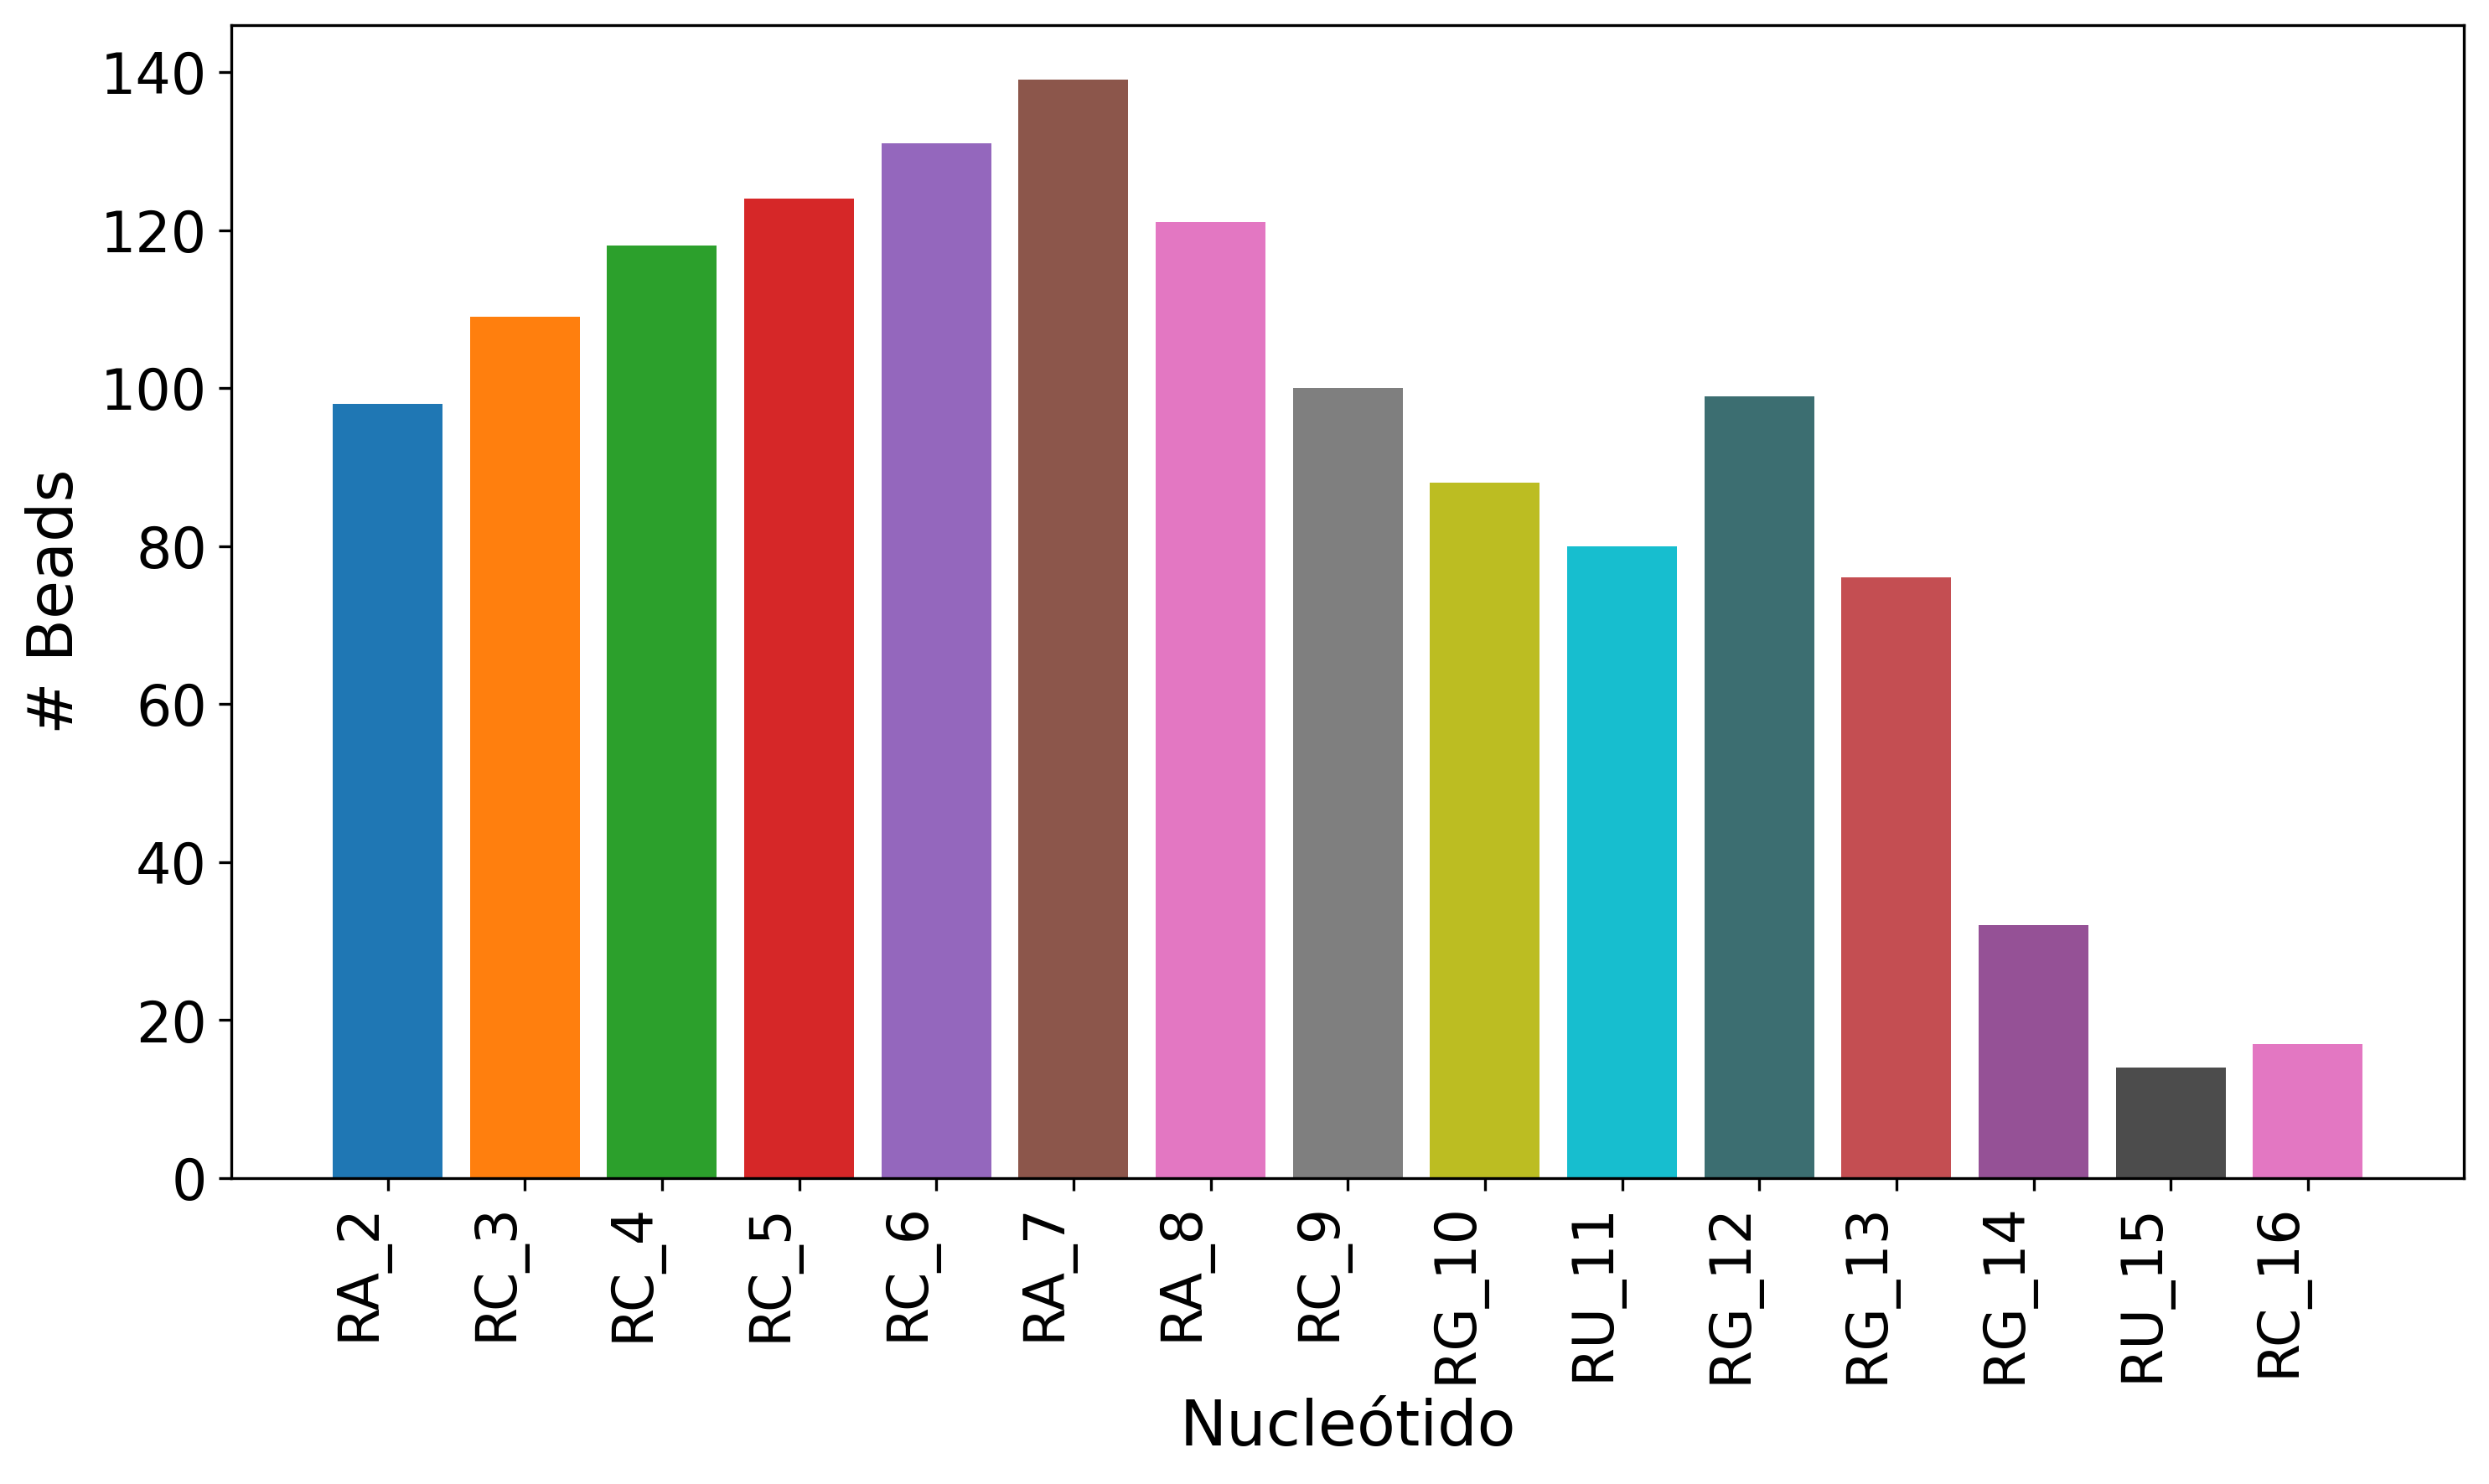 # Beads
140
120
100
80
60
40
20
0
RA_2
RC_3
RC_4
RC_5
RC_6
RA_7
RA_8
RC_9
RG_10
RU_11
RG_12
RG_13
RG_14
RU_15
RC_16
Nucleótido